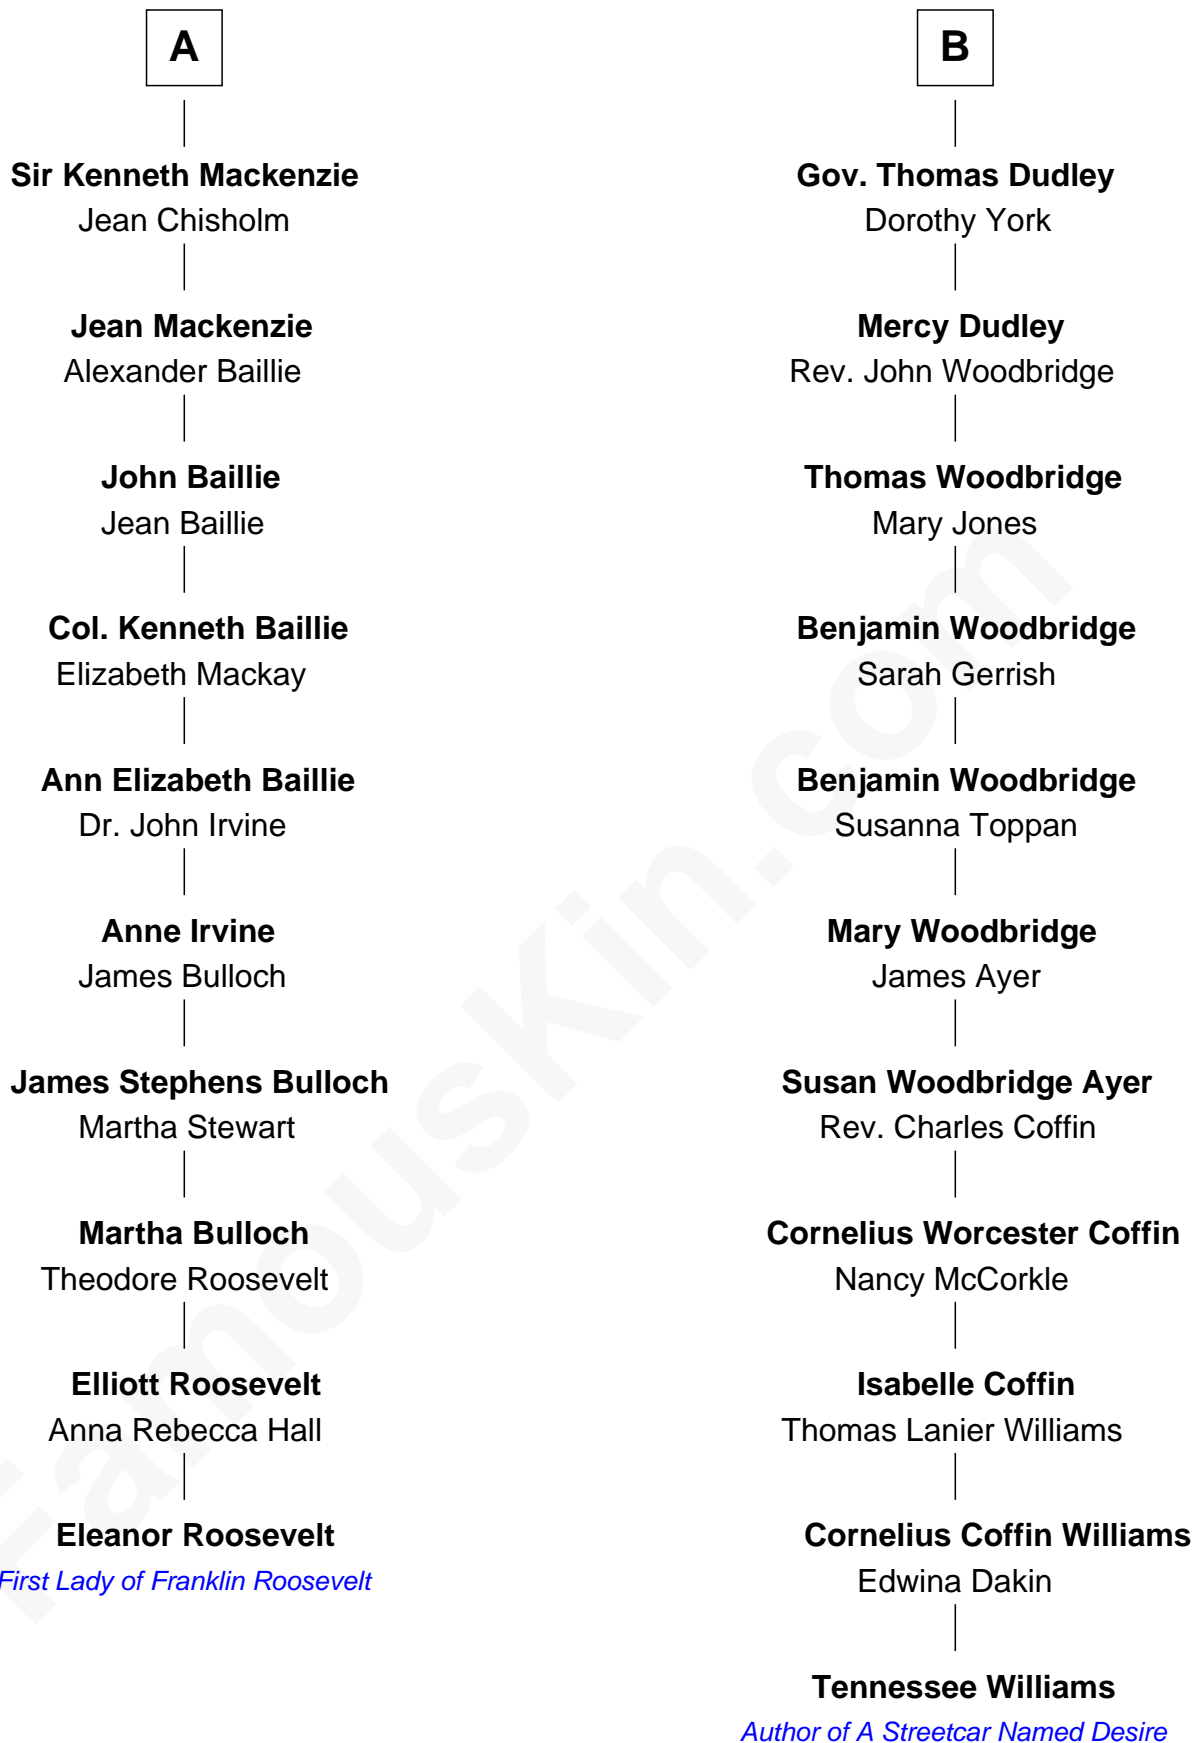 A
Sir Kenneth Mackenzie
Jean Chisholm
Jean Mackenzie
Alexander Baillie
John Baillie
Jean Baillie
Col. Kenneth Baillie
Elizabeth Mackay
Ann Elizabeth Baillie
Dr. John Irvine
Anne Irvine
James Bulloch
James Stephens Bulloch
Martha Stewart
Martha Bulloch
Theodore Roosevelt
Elliott Roosevelt
Anna Rebecca Hall
Eleanor Roosevelt
First Lady of Franklin Roosevelt
B
Gov. Thomas Dudley
Dorothy York
Mercy Dudley
Rev. John Woodbridge
Thomas Woodbridge
Mary Jones
Benjamin Woodbridge
Sarah Gerrish
Benjamin Woodbridge
Susanna Toppan
Mary Woodbridge
James Ayer
Susan Woodbridge Ayer
Rev. Charles Coffin
Cornelius Worcester Coffin
Nancy McCorkle
Isabelle Coffin
Thomas Lanier Williams
Cornelius Coffin Williams
Edwina Dakin
Tennessee Williams
Author of A Streetcar Named Desire
FamousKin.com